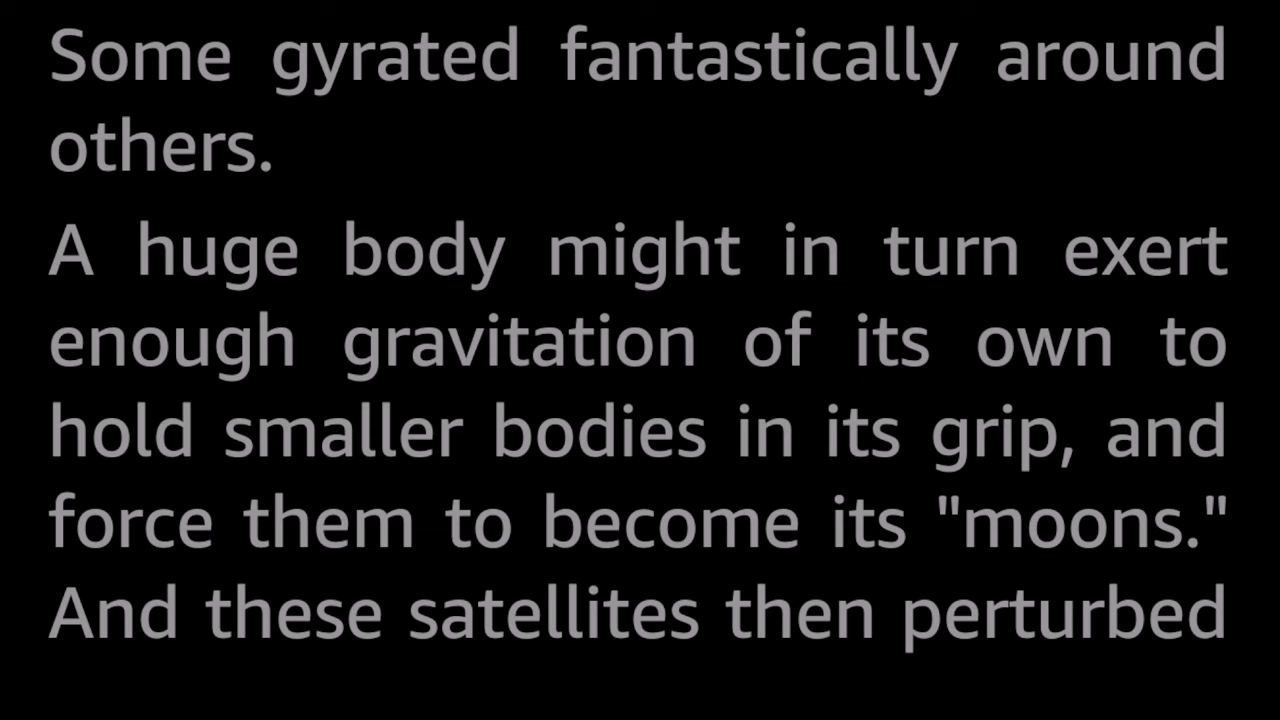 Some gyrated fantastically around
others.
A huge body might in turn exert
enough gravitation of its own to
hold smaller bodies in its grip, and
force them to become its "moons."
And these satellites then perturbed